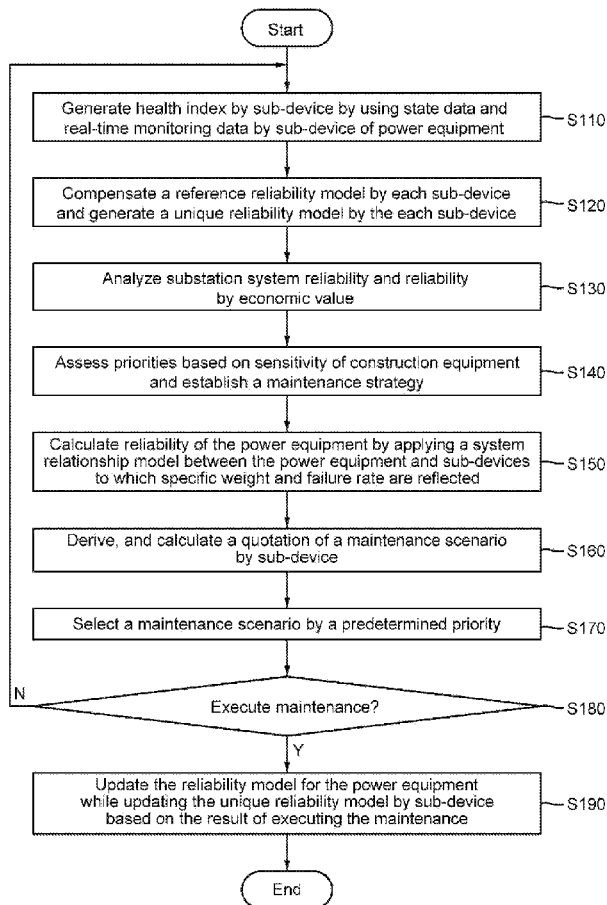 Start
Generate health index by sub-device by using state data and
real-time monitoring data by sub-device of power equipment
S110
Compensate a reference reliability model by each sub-device
and generate a unique reliability model by the each sub-device
S120
Analyze substation system reliability and reliability
by economic value
S130
Assess priorities based on sensitivity of construction equipment
and establish a maintenance strategy
S140
Calculate reliability of the power equipment by applying a system
relationship model between the power equipment and sub-devices
to which specific weight and failure rate are reflected
S150
Derive, and calculate a quotation of a maintenance scenario
by sub-device
S160
Select a maintenance scenario by a predetermined priority
S170
N
Execute maintenance?
S180
Y
Update the reliability model for the power equipment
while updating the unique reliability model by sub-device
based on the result of executing the maintenance
S190
End